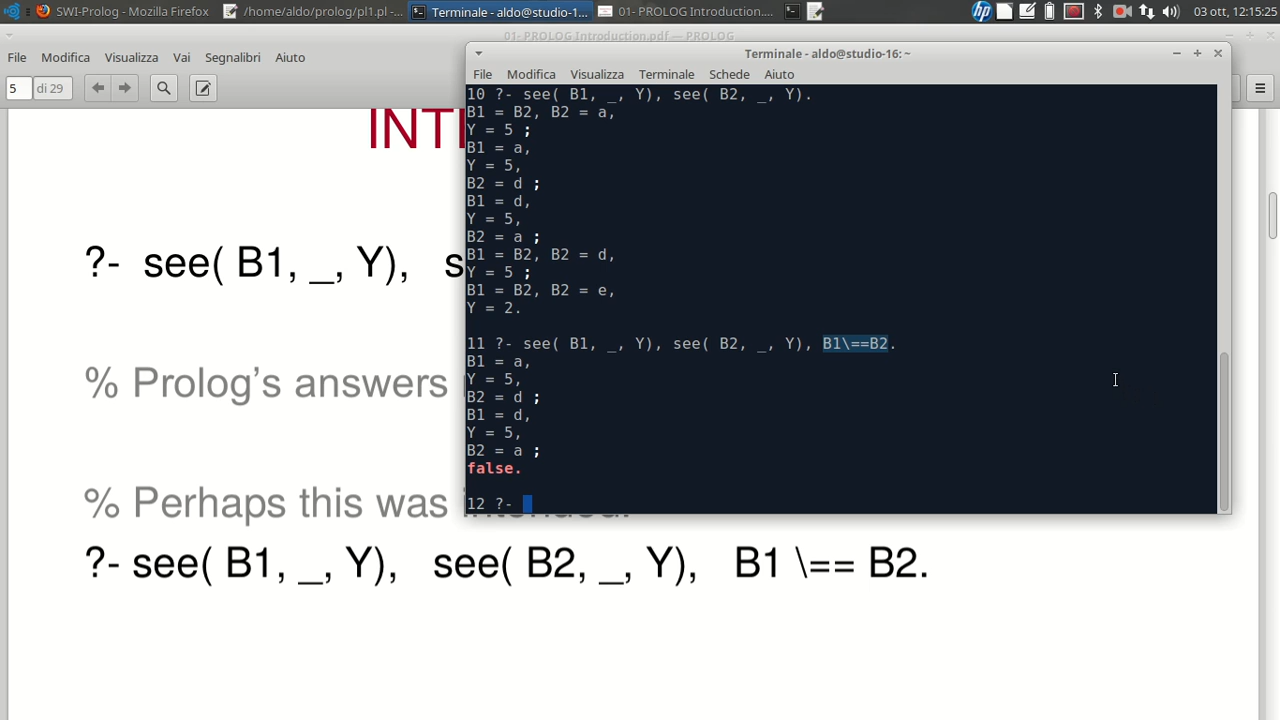 SWI-Prolog - Mozilla Firefox
/home/aldo/prolog/pl1.pl -...
Terminale - aldo@studio-1...
01- PROLOG Introduction....
03 ott, 12:15:25
01- PROLOG Introduction.pdf — PROLOG
File Modifica Visualizza Vai Segnalibri Aiuto
5 di 29
INT
?- see( B1, _, Y), s
% Prolog’s answers
% Perhaps this was intended.
?- see( B1, _, Y), see( B2, _, Y), B1 \== B2.
Terminale - aldo@studio-16: ~
File Modifica Visualizza Terminale Schede Aiuto
10 ?- see( B1, _, Y), see( B2, _, Y).
B1 = B2, B2 = a,
Y = 5 ;
B1 = a,
Y = 5,
B2 = d ;
B1 = d,
Y = 5,
B2 = a ;
B1 = B2, B2 = d,
Y = 5 ;
B1 = B2, B2 = e,
Y = 2.
11 ?- see( B1, _, Y), see( B2, _, Y), B1\==B2.
B1 = a,
Y = 5,
B2 = d ;
B1 = d,
Y = 5,
B2 = a ;
false.
12 ?-